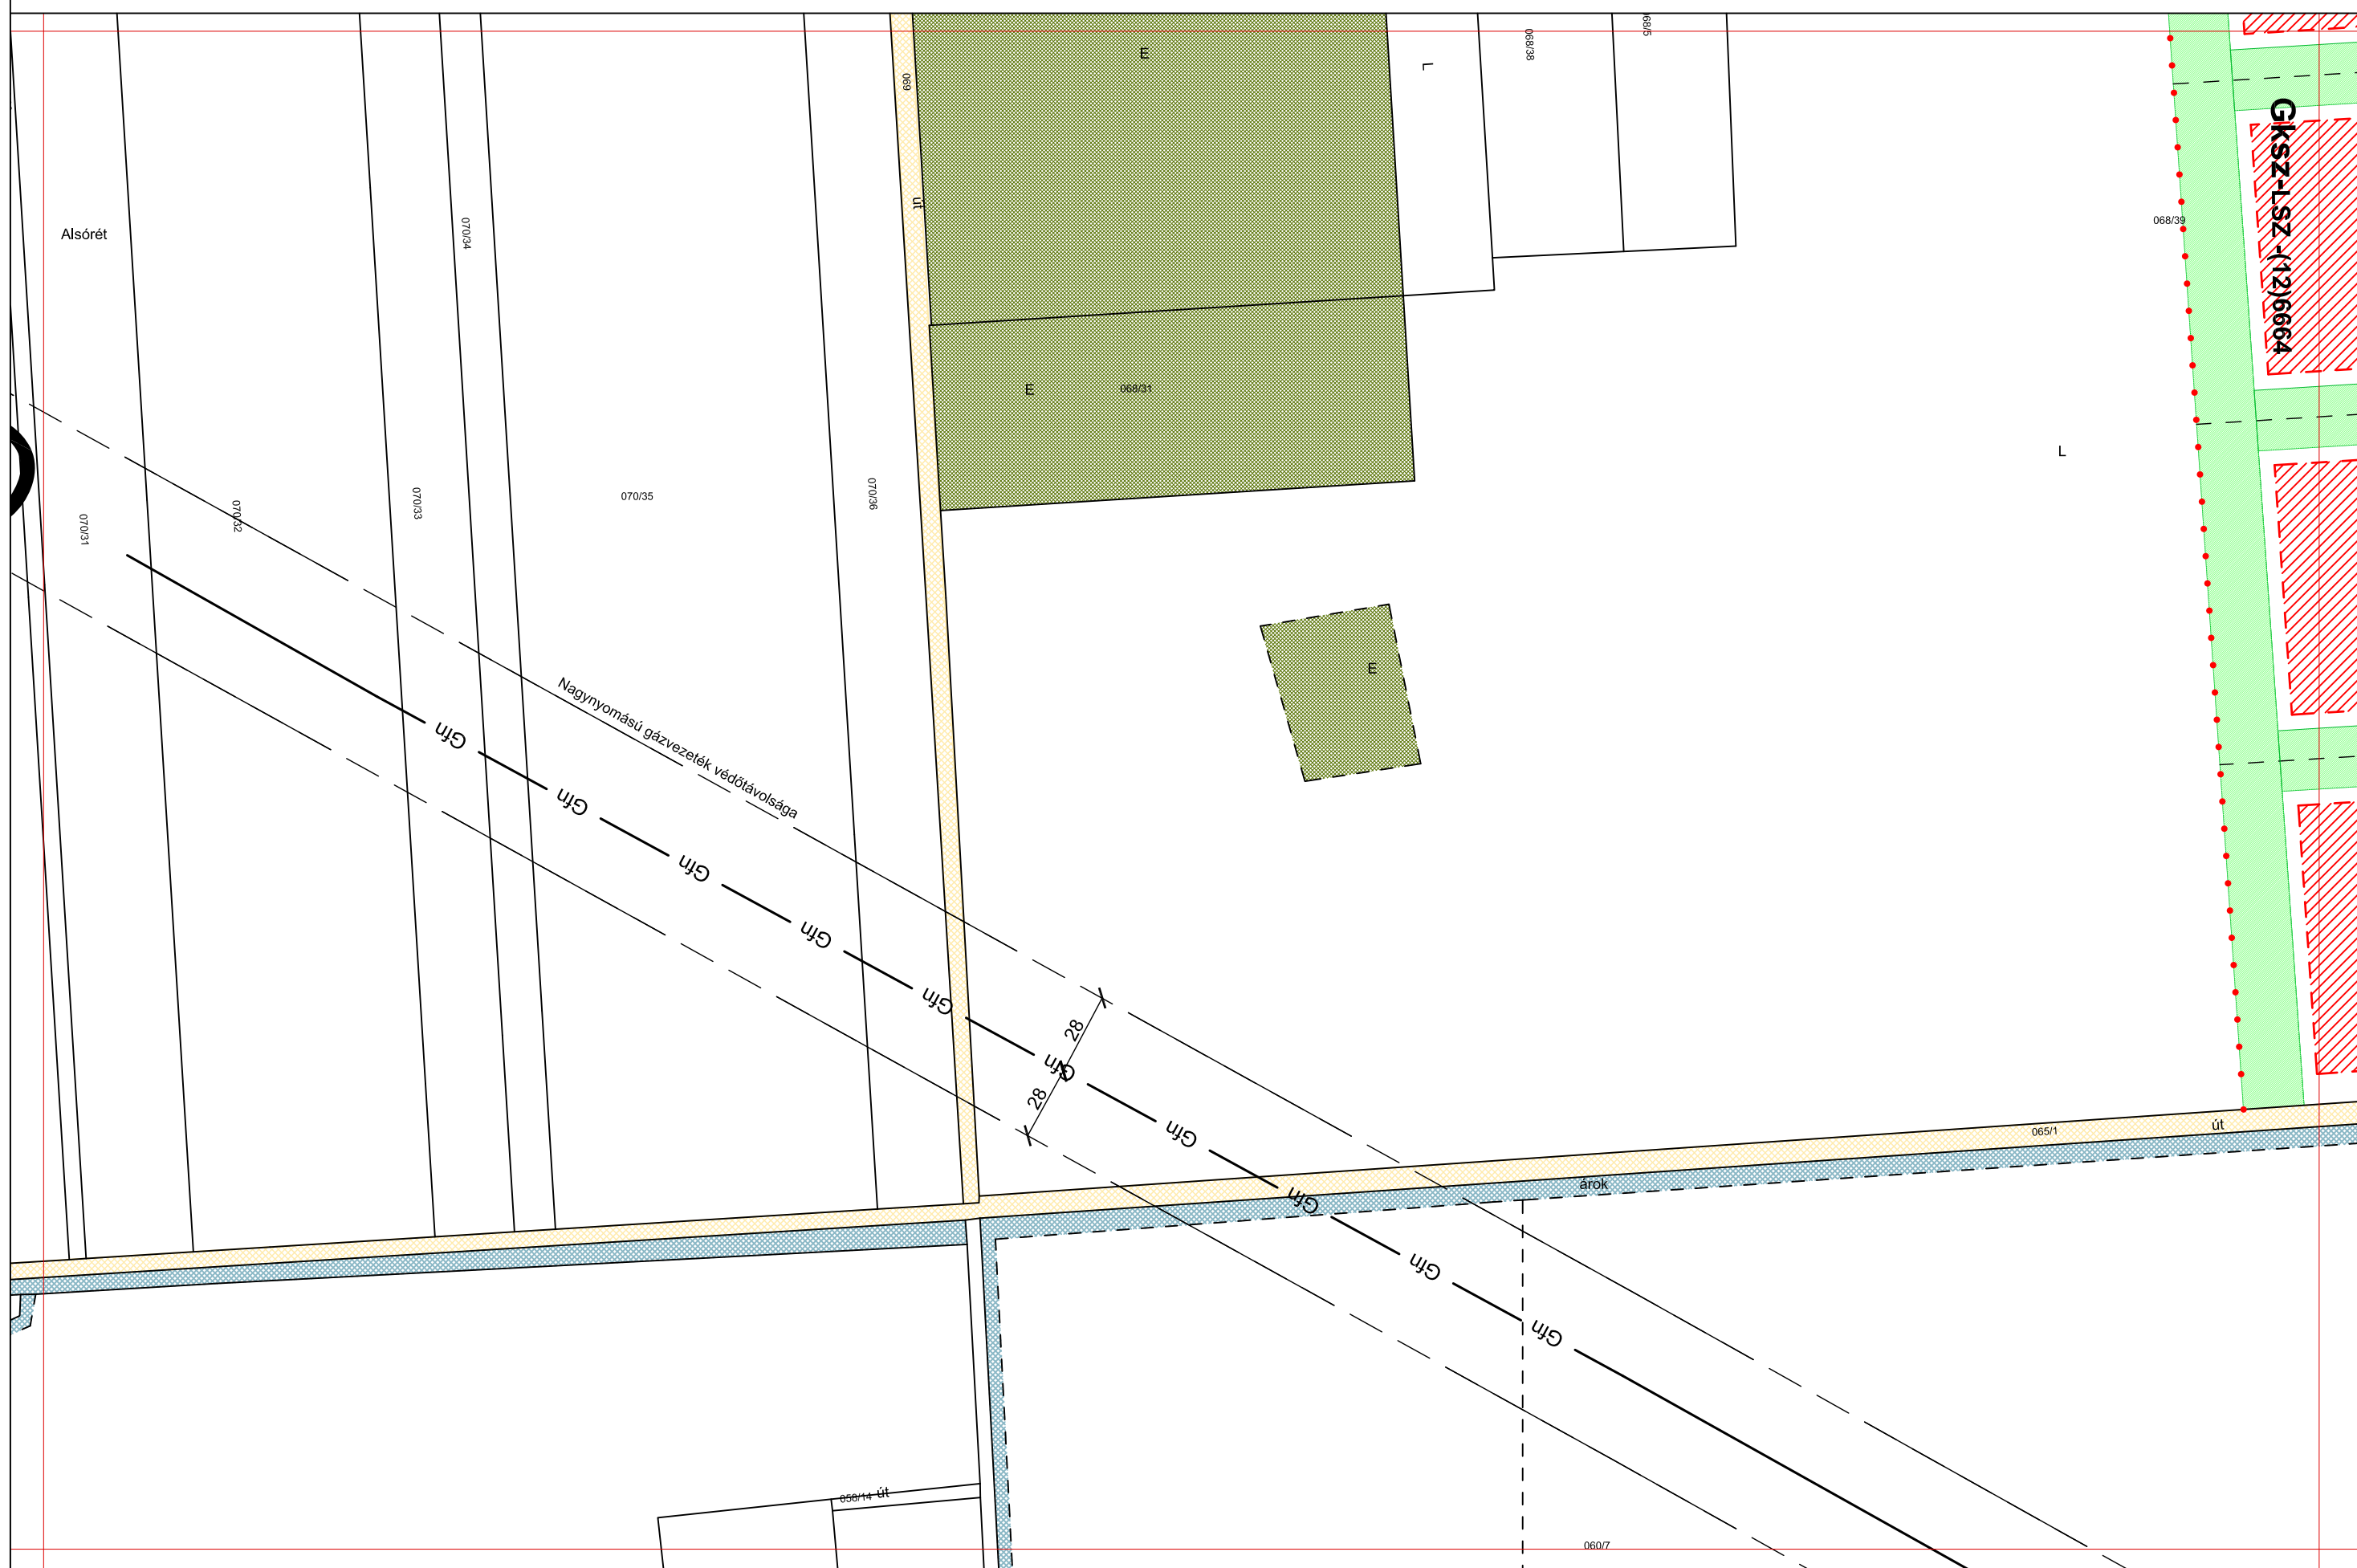 E
L
068/38
068/5
069
út
Gksz-LSZ -(12)6664
068/39
Alsórét
070/34
E
068/31
L
070/31
070/32
070/33
070/35
070/36
E
Nagynyomású gázvezeték védőtávolsága
Gfn
Gfn
Gfn
Gfn
Gfn
28
Gfn
28
Gfn
Gfn
Gfn
Gfn
065/1
út
árok
058/14 út
060/7